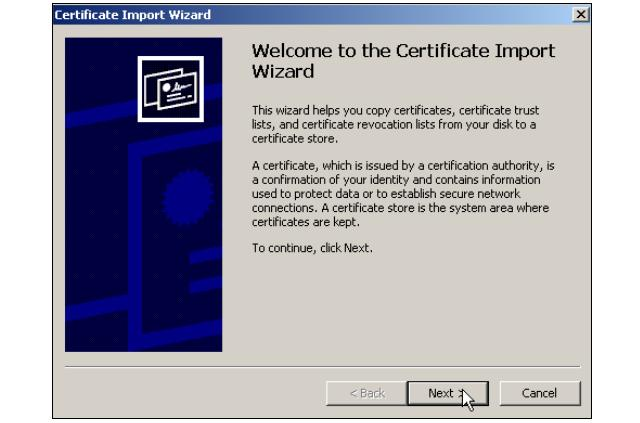 Certificate Import Wizard
Welcome to the Certificate Import
Wizard
This wizard helps you copy certificates, certificate trust
lists, and certificate revocation lists from your disk to a
certificate store.
A certificate, which is issued by a certification authority, is
a confirmation of your identity and contains information
used to protect data or to establish secure network
connections. A certificate store is the system area where
certificates are kept.
To continue, click Next.
< Back
Next >
Cancel